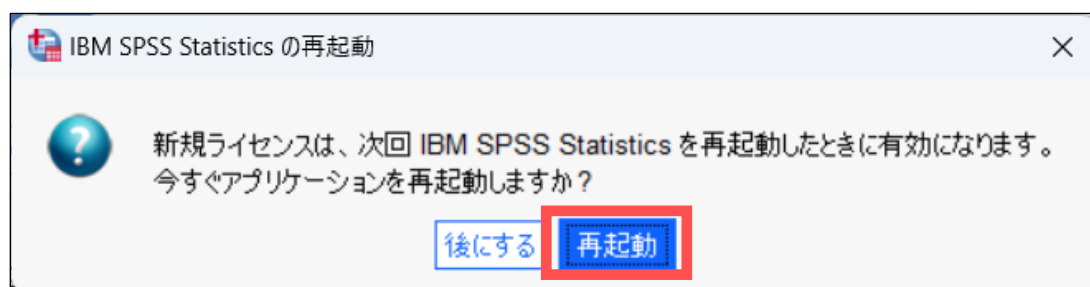 IBM SPSS Statistics の再起動
新規ライセンスは、次回 IBM SPSS Statistics を再起動したときに有効になります。
今すぐアプリケーションを再起動しますか？
後にする 再起動